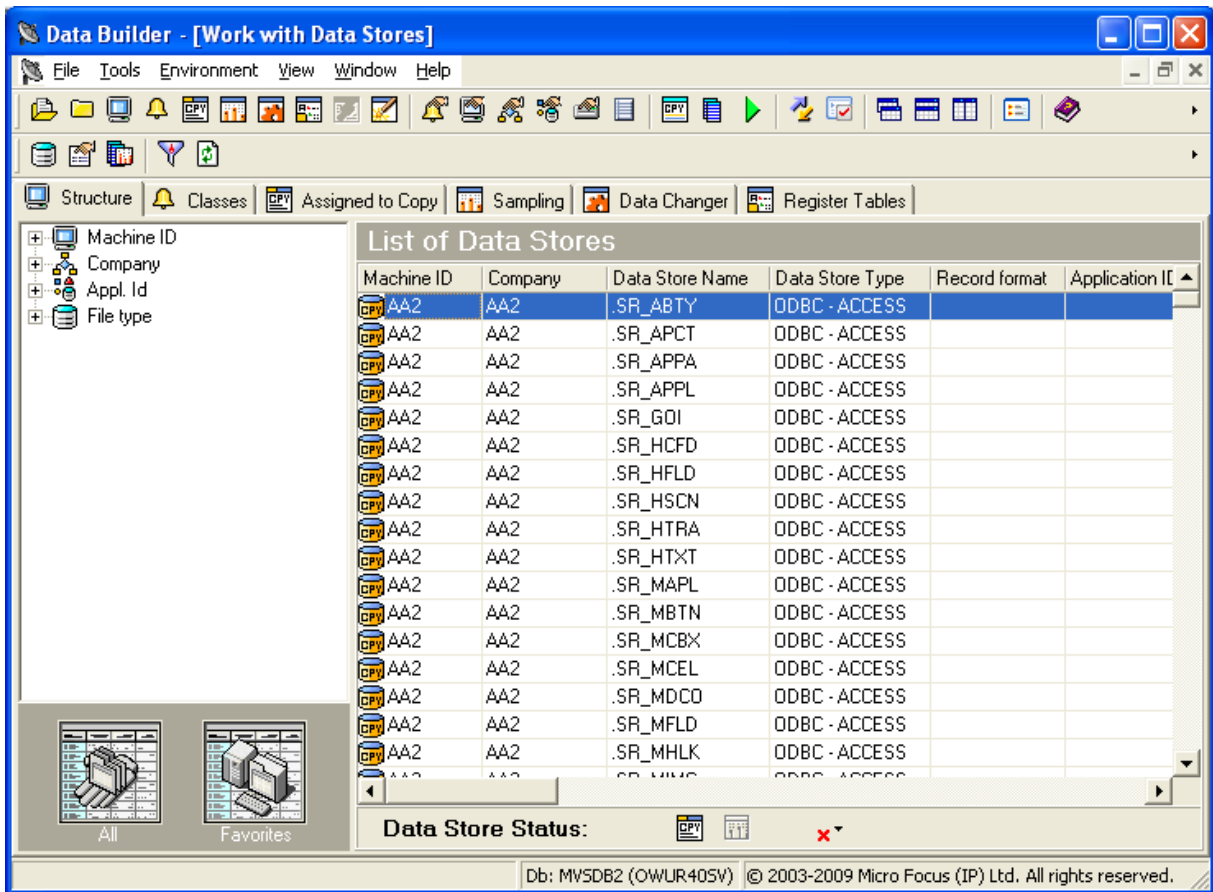 Data Builder - [Work with Data Stores]
File Tools Environment View Window Help
Structure Classes Assigned to Copy Sampling Data Changer Register Tables
Machine ID
Company
Appl. Id
File type
List of Data Stores
Machine ID Company Data Store Name Data Store Type Record format Application ID
AA2 AA2 .SR_ABTY ODBC - ACCESS
AA2 AA2 .SR_APCT ODBC - ACCESS
AA2 AA2 .SR_APPA ODBC - ACCESS
AA2 AA2 .SR_APPL ODBC - ACCESS
AA2 AA2 .SR_GOI ODBC - ACCESS
AA2 AA2 .SR_HCFD ODBC - ACCESS
AA2 AA2 .SR_HFLD ODBC - ACCESS
AA2 AA2 .SR_HSCN ODBC - ACCESS
AA2 AA2 .SR_HTRA ODBC - ACCESS
AA2 AA2 .SR_HTXT ODBC - ACCESS
AA2 AA2 .SR_MAPL ODBC - ACCESS
AA2 AA2 .SR_MBTN ODBC - ACCESS
AA2 AA2 .SR_MCBX ODBC - ACCESS
AA2 AA2 .SR_MCEL ODBC - ACCESS
AA2 AA2 .SR_MDCO ODBC - ACCESS
AA2 AA2 .SR_MFLD ODBC - ACCESS
AA2 AA2 .SR_MHLK ODBC - ACCESS
All Favorites
Data Store Status: CPY
Db: MVSDB2 (OWUR40SV) © 2003-2009 Micro Focus (IP) Ltd. All rights reserved.